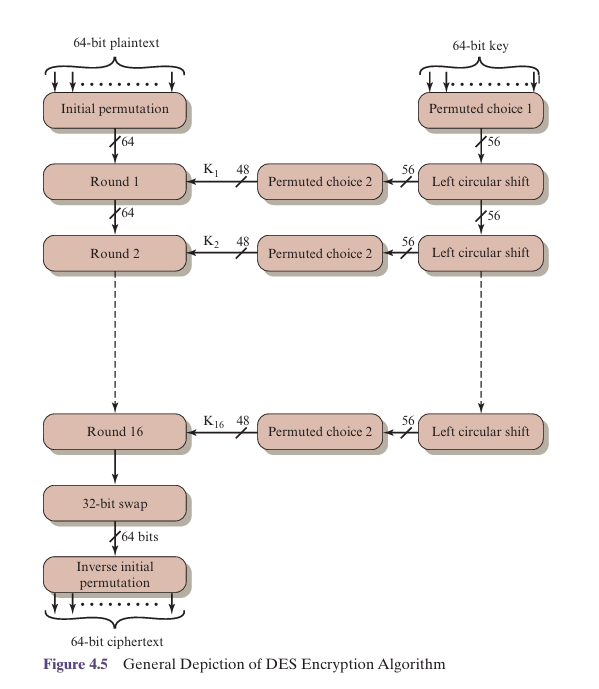 64-bit plaintext
64-bit key
Initial permutation
Permuted choice 1
64
56
Round 1
K1
48
Permuted choice 2
56
Left circular shift
64
56
Round 2
K2
48
Permuted choice 2
56
Left circular shift
Round 16
K16
48
Permuted choice 2
56
Left circular shift
32-bit swap
64 bits
Inverse initial
permutation
64-bit ciphertext
Figure 4.5 General Depiction of DES Encryption Algorithm